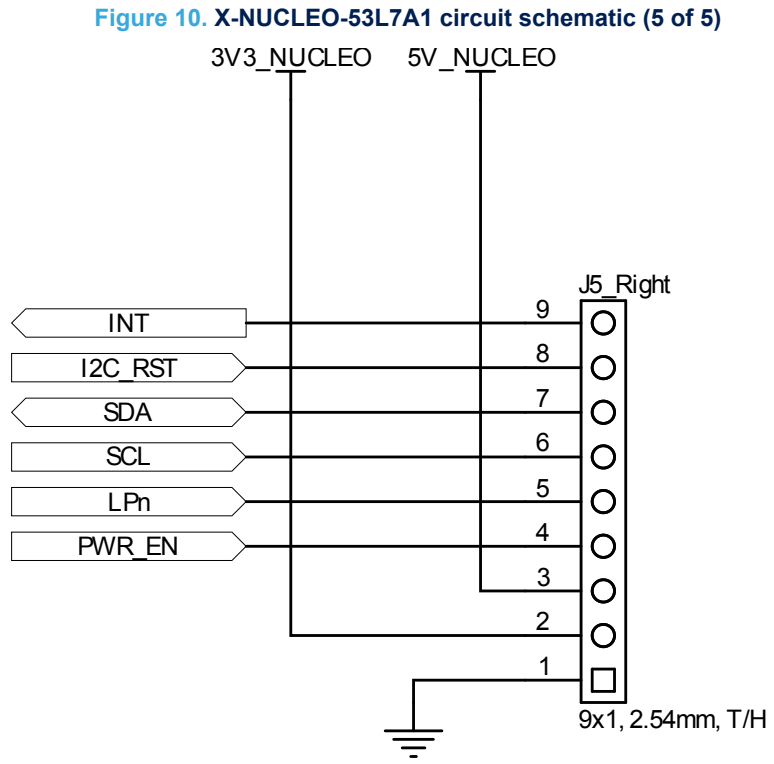 Figure 10. X-NUCLEO-53L7A1 circuit schematic (5 of 5)
3V3_NUCLEO 5V_NUCLEO
J5_Right
INT 9
I2C_RST 8
SDA 7
SCL 6
LPn 5
PWR_EN 4
3
2
1
9x1, 2.54mm, T/H